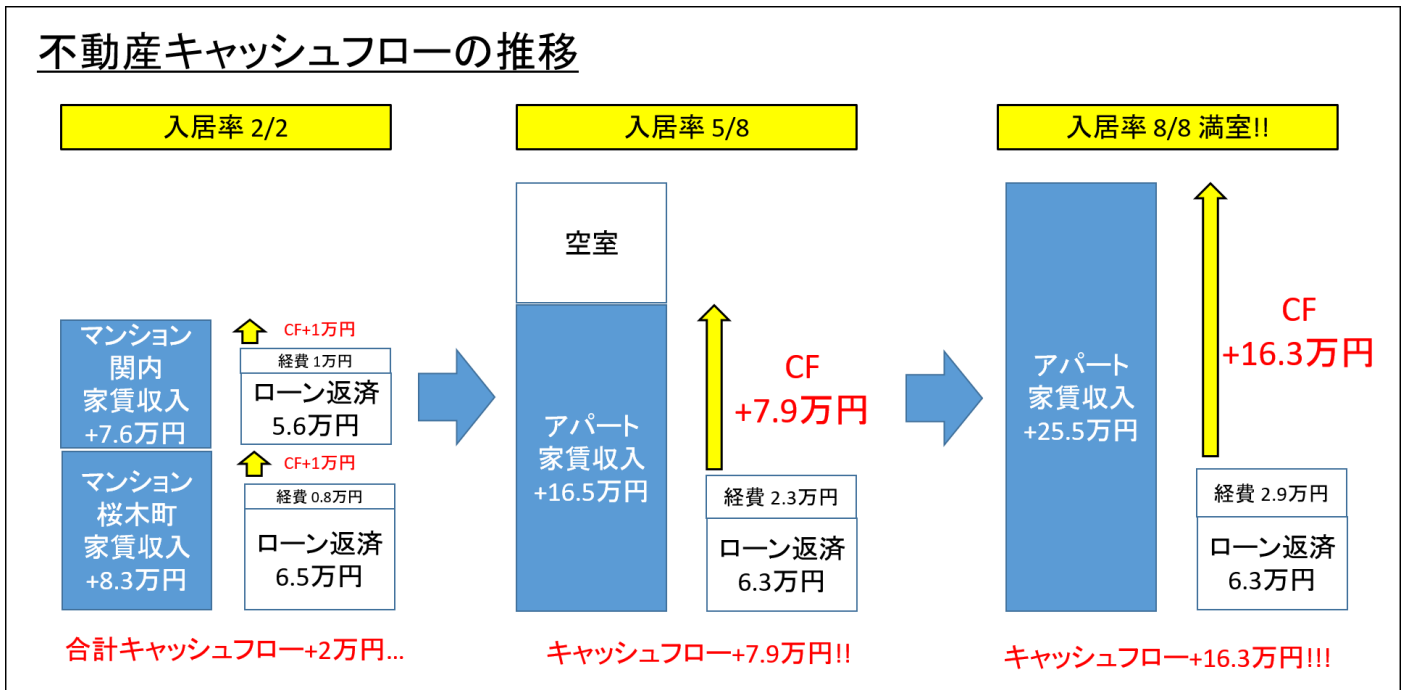 不動産キャッシュフローの推移
入居率 2/2
マンション
関内
家賃収入
+7.6万円
CF+1万円
経費 1万円
ローン返済
5.6万円
マンション
桜木町
家賃収入
+8.3万円
CF+1万円
経費 0.8万円
ローン返済
6.5万円
合計キャッシュフロー+2万円...
入居率 5/8
空室
アパート
家賃収入
+16.5万円
CF
+7.9万円
経費 2.3万円
ローン返済
6.3万円
キャッシュフロー+7.9万円!!
入居率 8/8 満室!!
アパート
家賃収入
+25.5万円
CF
+16.3万円
経費 2.9万円
ローン返済
6.3万円
キャッシュフロー+16.3万円!!!